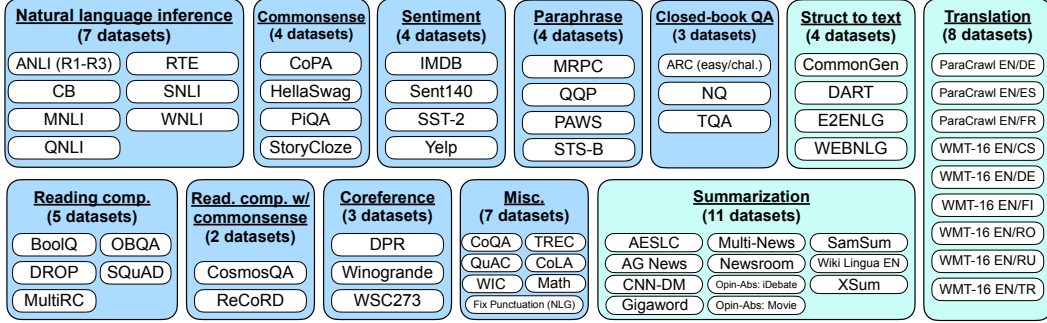 Natural language inference
(7 datasets)
ANLI (R1-R3)
RTE
CB
SNLI
MNLI
WNLI
QNLI
Commonsense
(4 datasets)
CoPA
HellaSwag
PiQA
StoryCloze
Sentiment
(4 datasets)
IMDB
Sent140
SST-2
Yelp
Paraphrase
(4 datasets)
MRPC
QQP
PAWS
STS-B
Closed-book QA
(3 datasets)
ARC (easy/chal.)
NQ
TQA
Struct to text
(4 datasets)
CommonGen
DART
E2ENLG
WEBNLG
Translation
(8 datasets)
ParaCrawl EN/DE
ParaCrawl EN/ES
ParaCrawl EN/FR
WMT-16 EN/CS
WMT-16 EN/DE
WMT-16 EN/FI
WMT-16 EN/RO
WMT-16 EN/RU
WMT-16 EN/TR
Reading comp.
(5 datasets)
BoolQ
OBQA
DROP
SQuAD
MultiRC
Read. comp. w/
commonsense
(2 datasets)
CosmosQA
ReCoRD
Coreference
(3 datasets)
DPR
Winogrande
WSC273
Misc.
(7 datasets)
CoQA
TREC
QuAC
CoLA
WIC
Math
Fix Punctuation (NLG)
Summarization
(11 datasets)
AESLC
Multi-News
SamSum
AG News
Newsroom
Wiki Lingua EN
CNN-DM
Opin-Abs: iDebate
XSum
Gigaword
Opin-Abs: Movie